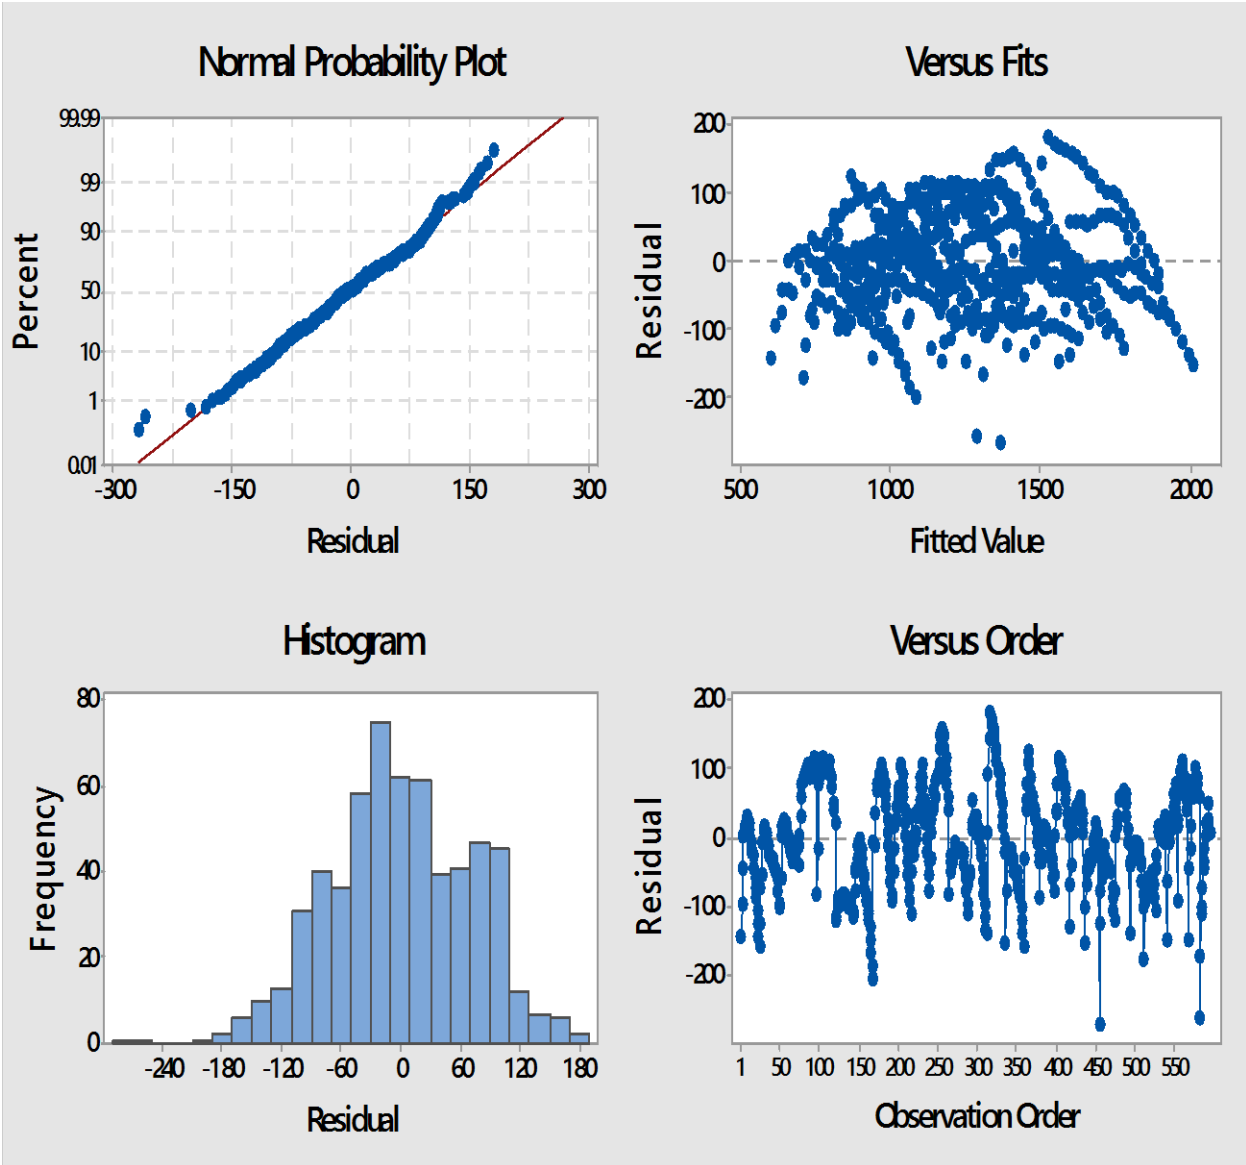 Normal Probability Plot
99.99
99
90
50
10
1
0.01
Percent
-300 -150 0 150 300
Residual
Versus Fits
200
100
0
-100
-200
Residual
500 1000 1500 2000
Fitted Value
Histogram
80
60
40
20
0
Frequency
-240 -180 -120 -60 0 60 120 180
Residual
Versus Order
200
100
0
-100
-200
Residual
1 50 100 150 200 250 300 350 400 450 500 550
Observation Order